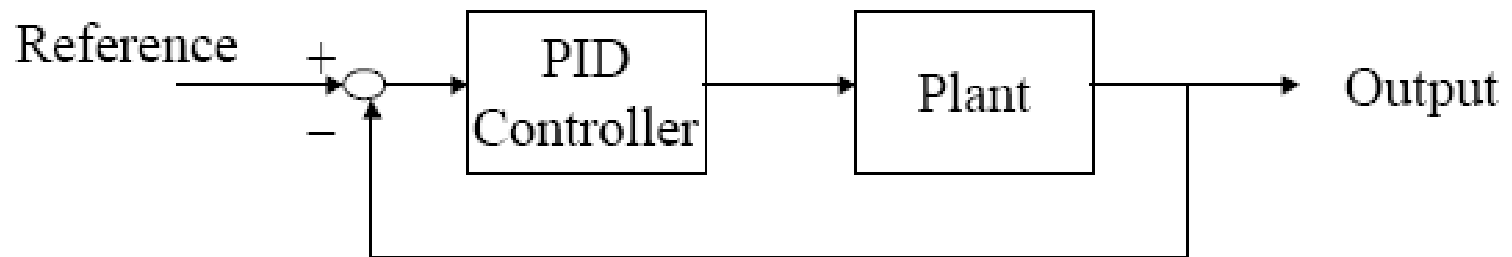 Reference
+
−
PID
Controller
Plant
Output